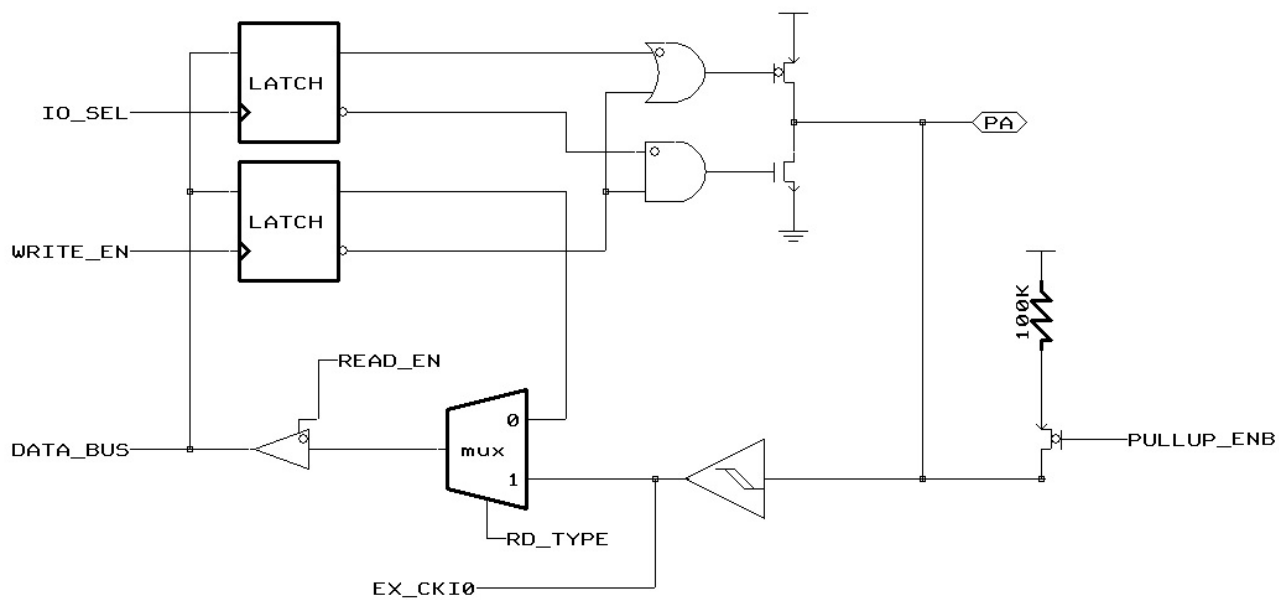 LATCH
IO_SEL
PA
LATCH
WRITE_EN
100K
READ_EN
0
DATA_BUS
mux
PULLUP_ENB
1
RD_TYPE
EX_CKI0